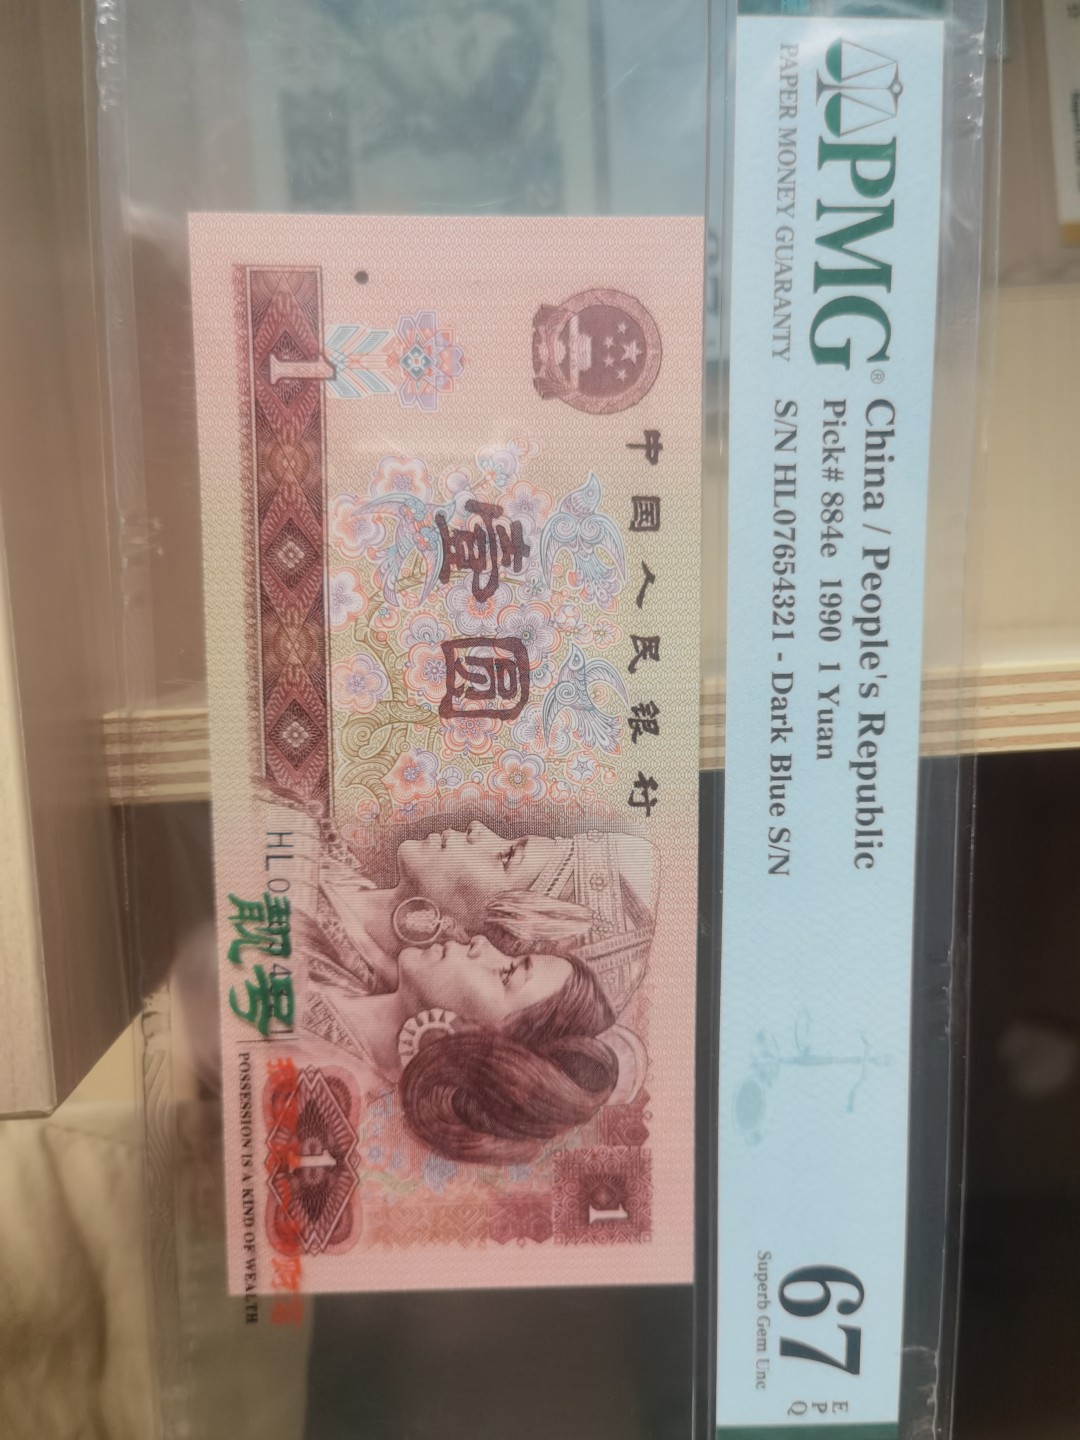 PMG®
PAPER MONEY GUARANTY
China / People's Republic
Pick# 884e 1990 1 Yuan
S/N HL07654321 - Dark Blue S/N
67
EPQ
Superb Gem Unc
中国人民银行
壹圆
1
1
1
HL0
靓号
POSSESSION IS A KIND OF WEALTH